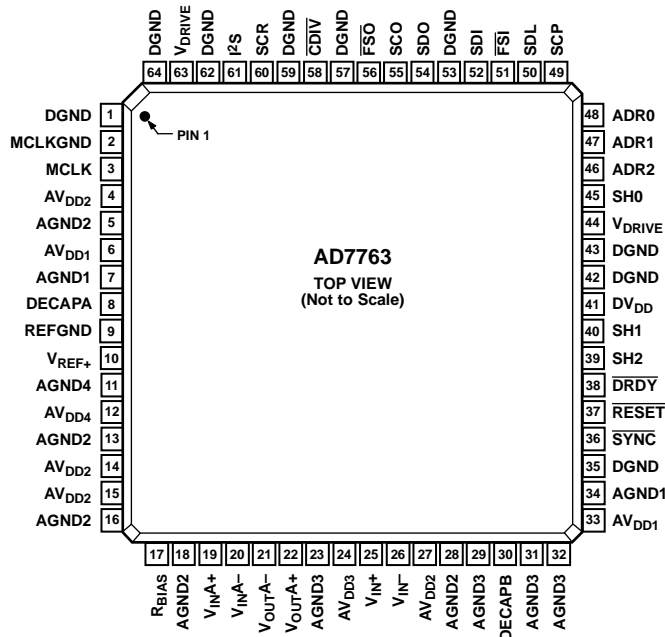 DGND
VDRIVE
DGND
I2S
SCR
DGND
CDIV
DGND
FSO
SCO
SDO
DGND
SDI
FSI
SDL
SCP
64 63 62 61 60 59 58 57 56 55 54 53 52 51 50 49
DGND 1
MCLKGND 2
MCLK 3
AVDD2 4
AGND2 5
AVDD1 6
AGND1 7
DECAPA 8
REFGND 9
VREF+ 10
AGND4 11
AVDD4 12
AGND2 13
AVDD2 14
AVDD2 15
AGND2 16
PIN 1
AD7763
TOP VIEW
(Not to Scale)
48 ADR0
47 ADR1
46 ADR2
45 SH0
44 VDRIVE
43 DGND
42 DGND
41 DVDD
40 SH1
39 SH2
38 DRDY
37 RESET
36 SYNC
35 DGND
34 AGND1
33 AVDD1
17 18 19 20 21 22 23 24 25 26 27 28 29 30 31 32
RBIAS
AGND2
VINA+
VINA–
VOUTA–
VOUTA+
AGND3
AVDD3
VIN+
VIN–
AVDD2
AGND2
AGND3
DECAPB
AGND3
AGND3